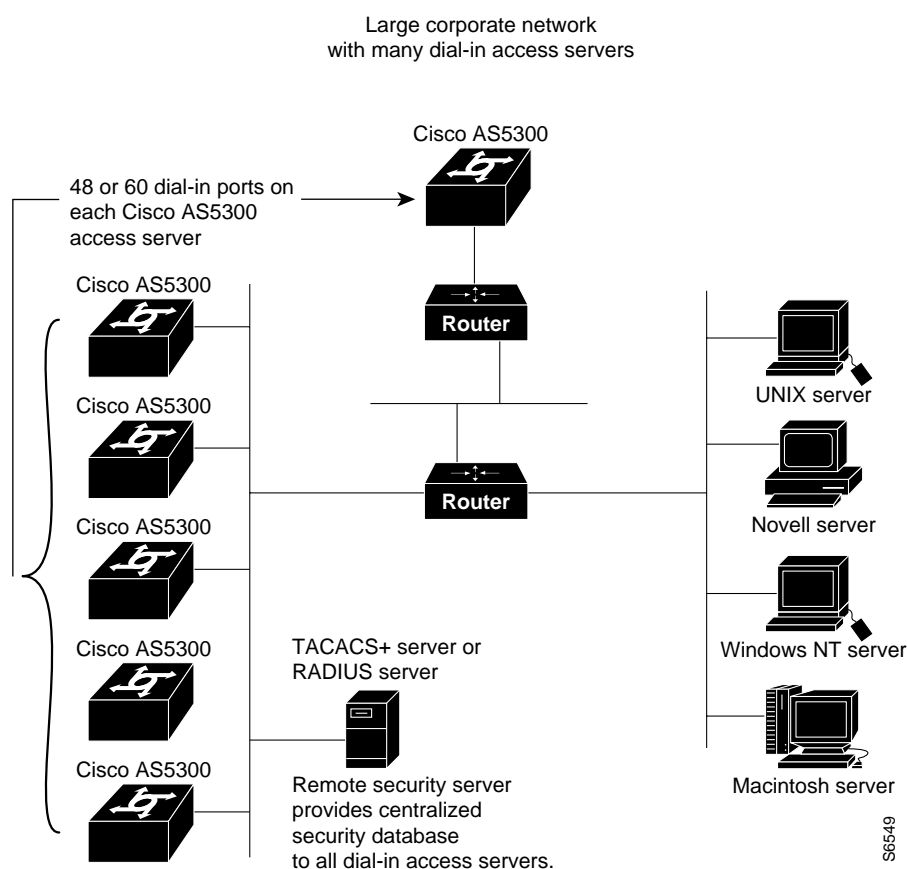 Large corporate network
with many dial-in access servers
Cisco AS5300
48 or 60 dial-in ports on
each Cisco AS5300
access server
Cisco AS5300
Router
UNIX server
Cisco AS5300
Router
Novell server
Cisco AS5300
Cisco AS5300
TACACS+ server or
RADIUS server
Windows NT server
Cisco AS5300
Remote security server
provides centralized
security database
to all dial-in access servers.
Macintosh server
S6549